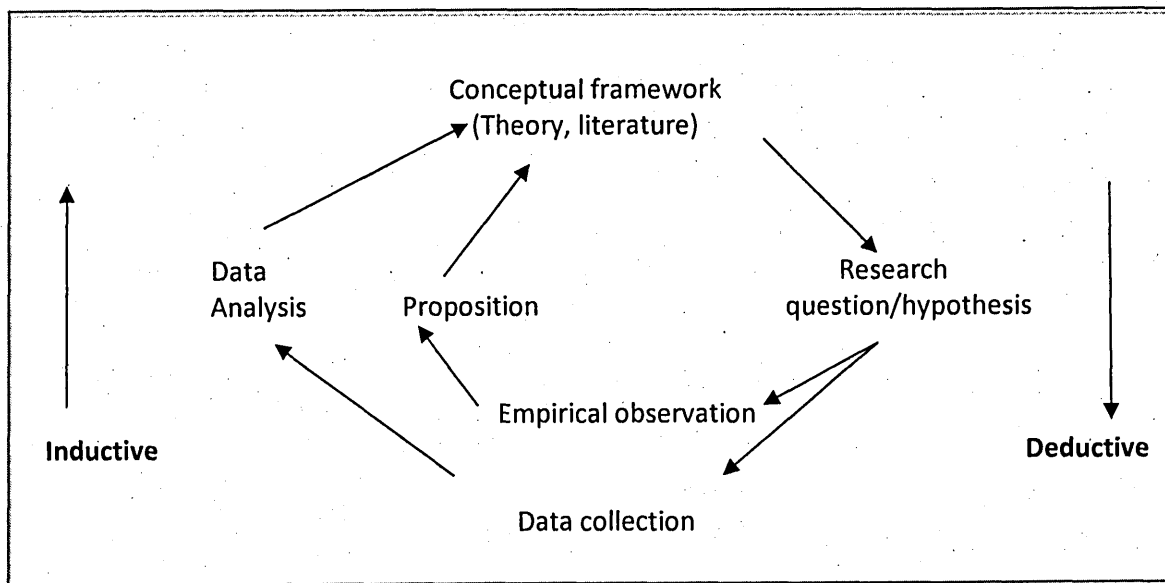 Conceptual framework
(Theory, literature)
Data
Analysis
Proposition
Research
question/hypothesis
Empirical observation
Inductive
Deductive
Data collection